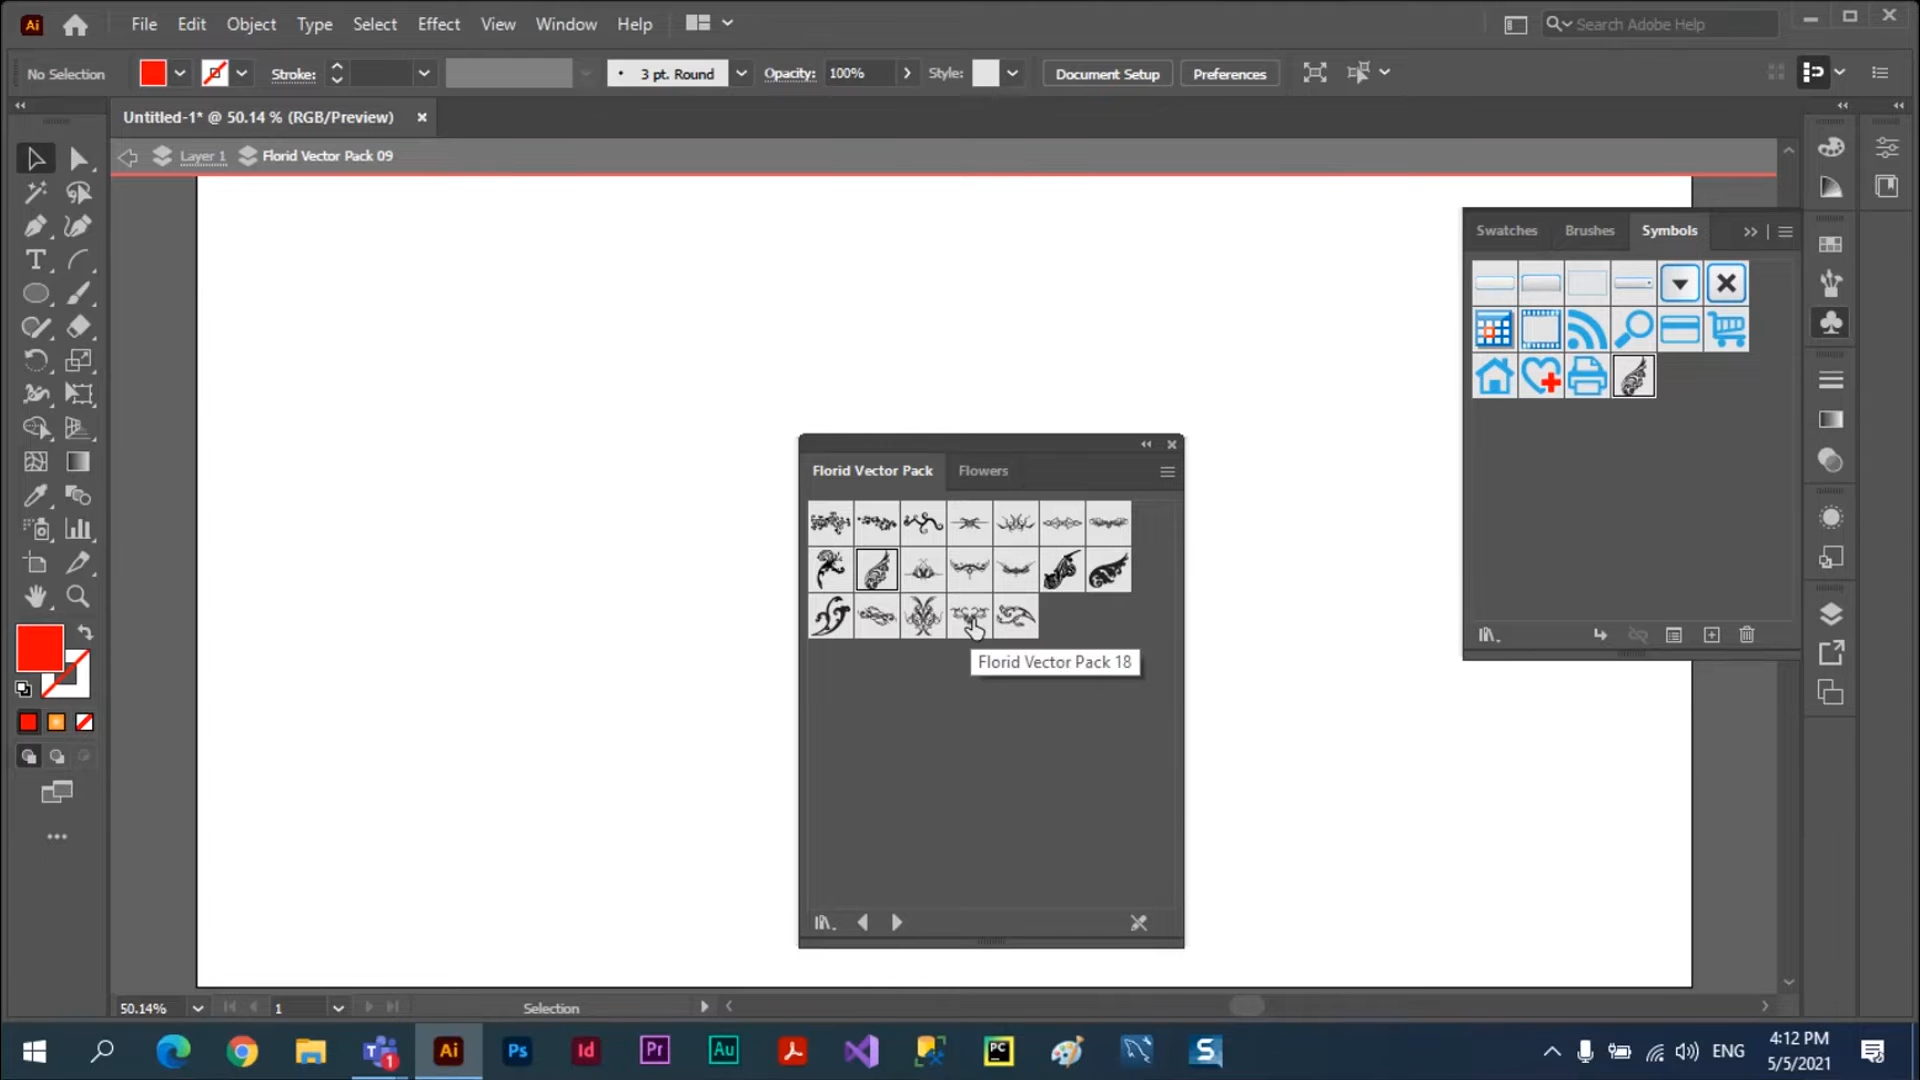 Ai File Edit Object Type Select Effect View Window Help Search Adobe Help
No Selection Stroke: 3 pt. Round Opacity: 100% Style: Document Setup Preferences
Untitled-1* @ 50.14 % (RGB/Preview)
Layer 1 Florid Vector Pack 09
Swatches Brushes Symbols
Florid Vector Pack Flowers
Florid Vector Pack 18
50.14% 1 Selection
1 Ai Ps Id Pr Au PC S ENG 4:12 PM
5/5/2021